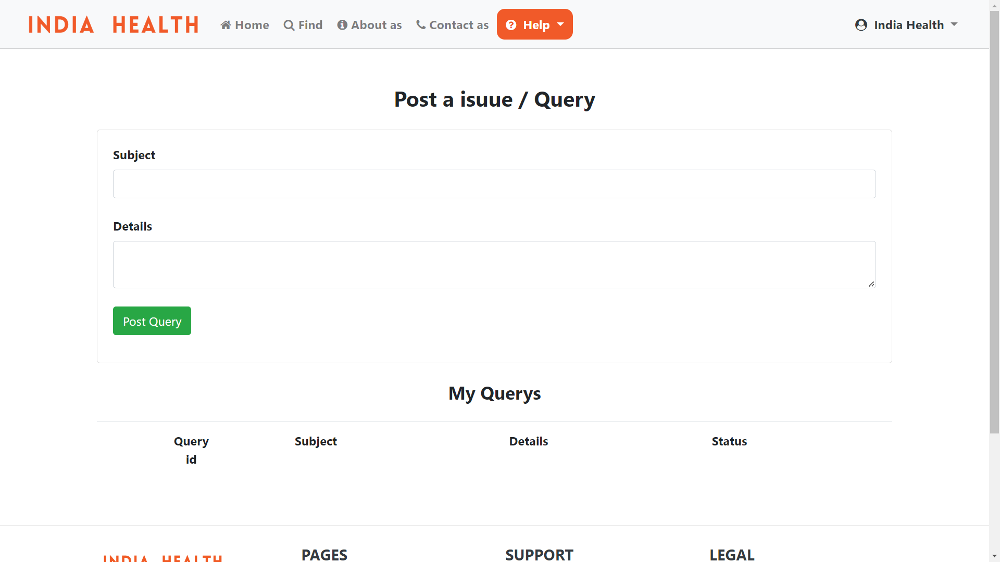 INDIA HEALTH Home Find About as Contact as Help India Health
Post a isuue / Query
Subject
Details
Post Query
My Querys
Query id Subject Details Status
INDIA HEALTH PAGES SUPPORT LEGAL